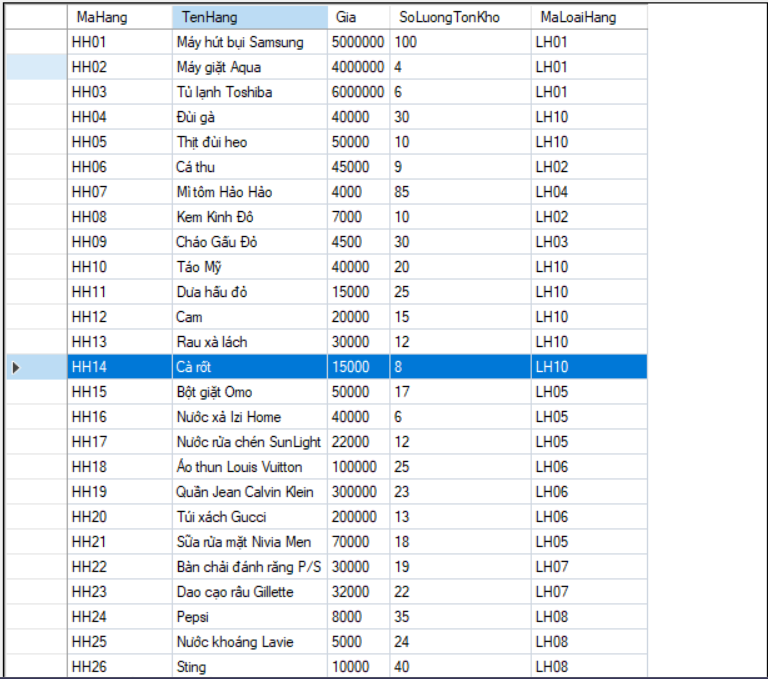 MaHang TenHang Gia SoLuongTonKho MaLoaiHang
HH01 Máy hút bụi Samsung 5000000 100 LH01
HH02 Máy giặt Aqua 4000000 4 LH01
HH03 Tủ lạnh Toshiba 6000000 6 LH01
HH04 Đùi gà 40000 30 LH10
HH05 Thịt đùi heo 50000 10 LH10
HH06 Cá thu 45000 9 LH02
HH07 Mì tôm Hảo Hảo 4000 85 LH04
HH08 Kem Kinh Đô 7000 10 LH02
HH09 Cháo Gấu Đỏ 4500 30 LH03
HH10 Táo Mỹ 40000 20 LH10
HH11 Dưa hấu đỏ 15000 25 LH10
HH12 Cam 20000 15 LH10
HH13 Rau xà lách 30000 12 LH10
HH14 Cà rốt 15000 8 LH10
HH15 Bột giặt Omo 50000 17 LH05
HH16 Nước xả Izi Home 40000 6 LH05
HH17 Nước rửa chén SunLight 22000 12 LH05
HH18 Áo thun Louis Vuitton 100000 25 LH06
HH19 Quần Jean Calvin Klein 300000 23 LH06
HH20 Túi xách Gucci 200000 13 LH06
HH21 Sữa rửa mặt Nivia Men 70000 18 LH05
HH22 Bàn chải đánh răng P/S 30000 19 LH07
HH23 Dao cạo râu Gillette 32000 22 LH07
HH24 Pepsi 8000 35 LH08
HH25 Nước khoáng Lavie 5000 24 LH08
HH26 Sting 10000 40 LH08